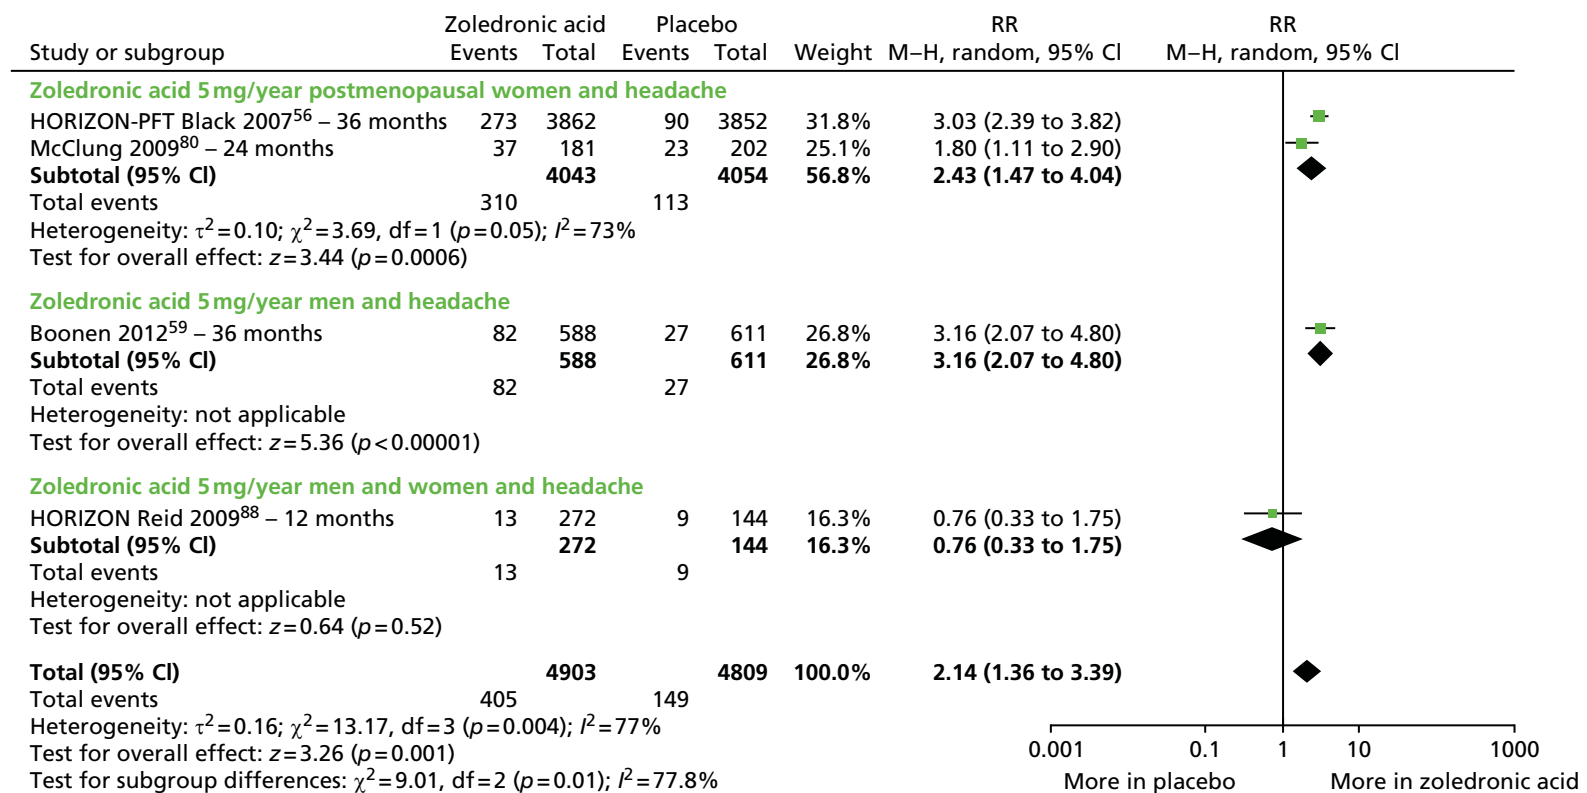 Zoledronic acid Placebo RR RR
Study or subgroup Events Total Events Total Weight M–H, random, 95% Cl M–H, random, 95% Cl
Zoledronic acid 5 mg/year postmenopausal women and headache
HORIZON-PFT Black 2007⁵⁶ – 36 months 273 3862 90 3852 31.8% 3.03 (2.39 to 3.82)
McClung 2009⁸⁰ – 24 months 37 181 23 202 25.1% 1.80 (1.11 to 2.90)
Subtotal (95% Cl) 4043 4054 56.8% 2.43 (1.47 to 4.04)
Total events 310 113
Heterogeneity: τ²=0.10; χ²=3.69, df=1 (p=0.05); I²=73%
Test for overall effect: z=3.44 (p=0.0006)
Zoledronic acid 5 mg/year men and headache
Boonen 2012⁵⁹ – 36 months 82 588 27 611 26.8% 3.16 (2.07 to 4.80)
Subtotal (95% Cl) 588 611 26.8% 3.16 (2.07 to 4.80)
Total events 82 27
Heterogeneity: not applicable
Test for overall effect: z=5.36 (p<0.00001)
Zoledronic acid 5 mg/year men and women and headache
HORIZON Reid 2009⁸⁸ – 12 months 13 272 9 144 16.3% 0.76 (0.33 to 1.75)
Subtotal (95% Cl) 272 144 16.3% 0.76 (0.33 to 1.75)
Total events 13 9
Heterogeneity: not applicable
Test for overall effect: z=0.64 (p=0.52)
Total (95% Cl) 4903 4809 100.0% 2.14 (1.36 to 3.39)
Total events 405 149
Heterogeneity: τ²=0.16; χ²=13.17, df=3 (p=0.004); I²=77%
Test for overall effect: z=3.26 (p=0.001)
Test for subgroup differences: χ²=9.01, df=2 (p=0.01); I²=77.8%
0.001 0.1 1 10 1000
More in placebo More in zoledronic acid